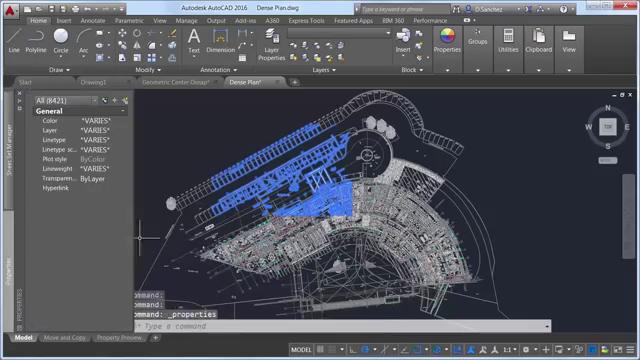 Autodesk AutoCAD 2016 Dense Plan.dwg
D.Sanchez
Home Insert Annotate Parametric View Manage Output Add-ins A360 Express Tools Featured Apps BIM 360 Performance
Line Polyline Circle Arc
Text Dimension
Layer Properties
Insert
Properties Groups Utilities Clipboard View
Draw Modify Annotation Layers Block
Start Drawing1 Geometric Center Osnap* Dense Plan*
All (8421)
General
Color *VARIES*
Layer *VARIES*
Linetype *VARIES*
Linetype sc... *VARIES*
Plot style ByColor
Lineweight *VARIES*
Transparen... ByLayer
Hyperlink
Sheet Set Manager
Properties
PROPERTIES
N
W TOP E
S
Command:
Command:
Command: _properties
Type a command
Model Move and Copy Property Preview
MODEL
1:1